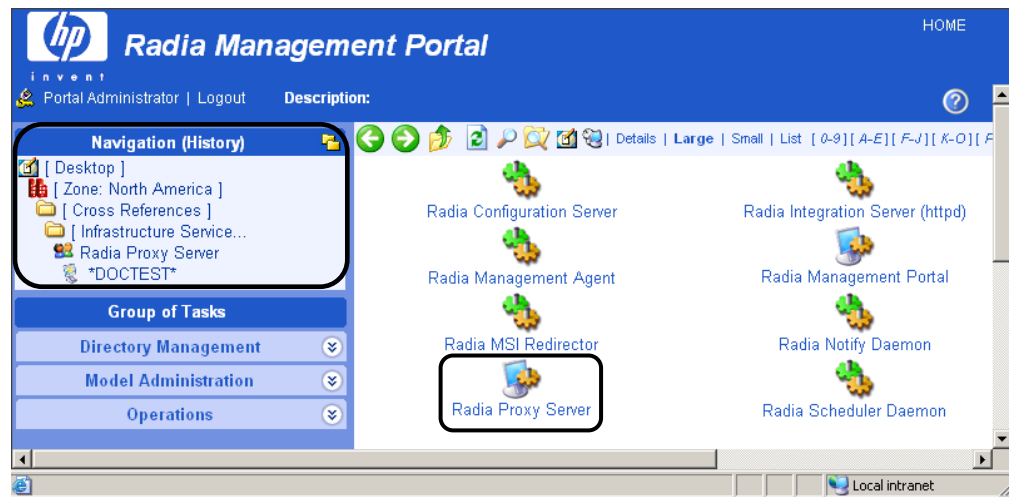 hp
invent
Radia Management Portal
HOME
Portal Administrator | Logout Description:
Navigation (History)
[ Desktop ]
[ Zone: North America ]
[ Cross References ]
[ Infrastructure Service...
Radia Proxy Server
*DOCTEST*
Group of Tasks
Directory Management
Model Administration
Operations
| Details | Large | Small | List [ 0-9 ][ A-E ][ F-J ][ K-O ][ F
Radia Configuration Server
Radia Integration Server (httpd)
Radia Management Agent
Radia Management Portal
Radia MSI Redirector
Radia Notify Daemon
Radia Proxy Server
Radia Scheduler Daemon
Local intranet